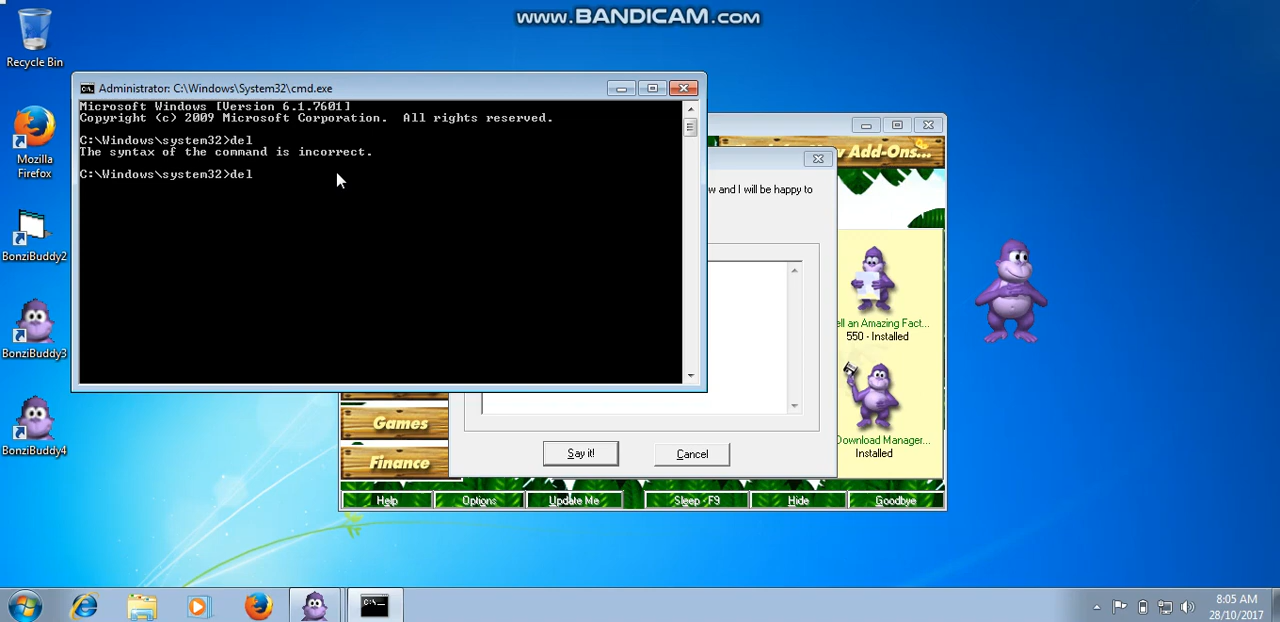 www.BANDICAM.com
Recycle Bin
Mozilla
Firefox
BonziBuddy2
BonziBuddy3
BonziBuddy4
Administrator: C:\Windows\System32\cmd.exe
Microsoft Windows [Version 6.1.7601]
Copyright (c) 2009 Microsoft Corporation.  All rights reserved.
C:\Windows\system32>del
The syntax of the command is incorrect.
C:\Windows\system32>del
Add-Ons...
and I will be happy to
ell an Amazing Fact...
550 - Installed
Download Manager...
Installed
Games
Finance
Say it!
Cancel
Help
Options
Update Me
Sleep - F9
Hide
Goodbye
C:\
8:05 AM
28/10/2017